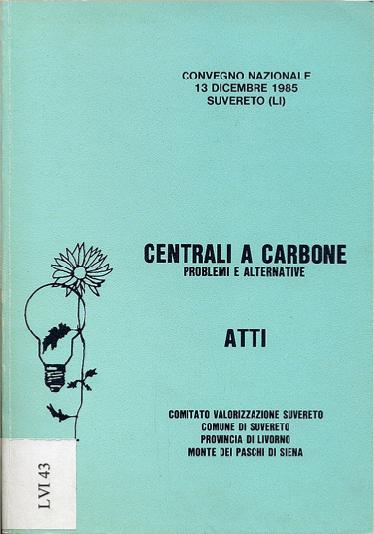 CONVEGNO NAZIONALE
13 DICEMBRE 1985
SUVERETO (LI)
CENTRALI A CARBONE
PROBLEMI E ALTERNATIVE
ATTI
COMITATO VALORIZZAZIONE SUVERETO
COMUNE DI SUVERETO
PROVINCIA DI LIVORNO
MONTE DEI PASCHI DI SIENA
LVI 43